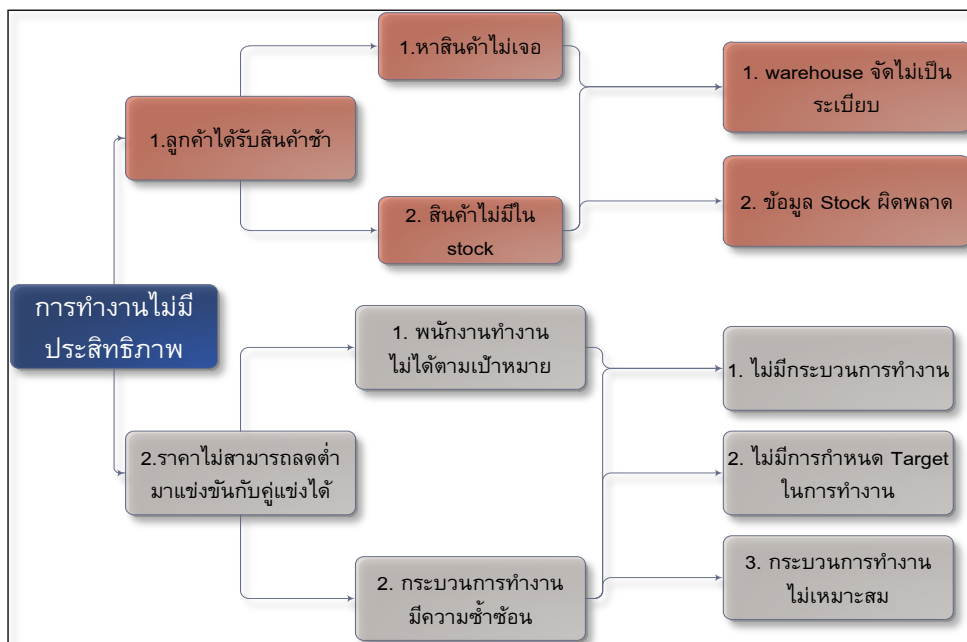 1.หาสินค้าไม่เจอ
1. warehouse จัดไม่เป็น
ระเบียบ
1.ลูกค้าได้รับสินค้าช้า
2. สินค้าไม่มีใน
stock
2. ข้อมูล Stock ผิดพลาด
การทำงานไม่มี
ประสิทธิภาพ
1. พนักงานทำงาน
ไม่ได้ตามเป้าหมาย
1. ไม่มีกระบวนการทำงาน
2.ราคาไม่สามารถลดต่ำ
มาแข่งขันกับคู่แข่งได้
2. ไม่มีการกำหนด Target
ในการทำงาน
2. กระบวนการทำงาน
มีความซ้ำซ้อน
3. กระบวนการทำงาน
ไม่เหมาะสม